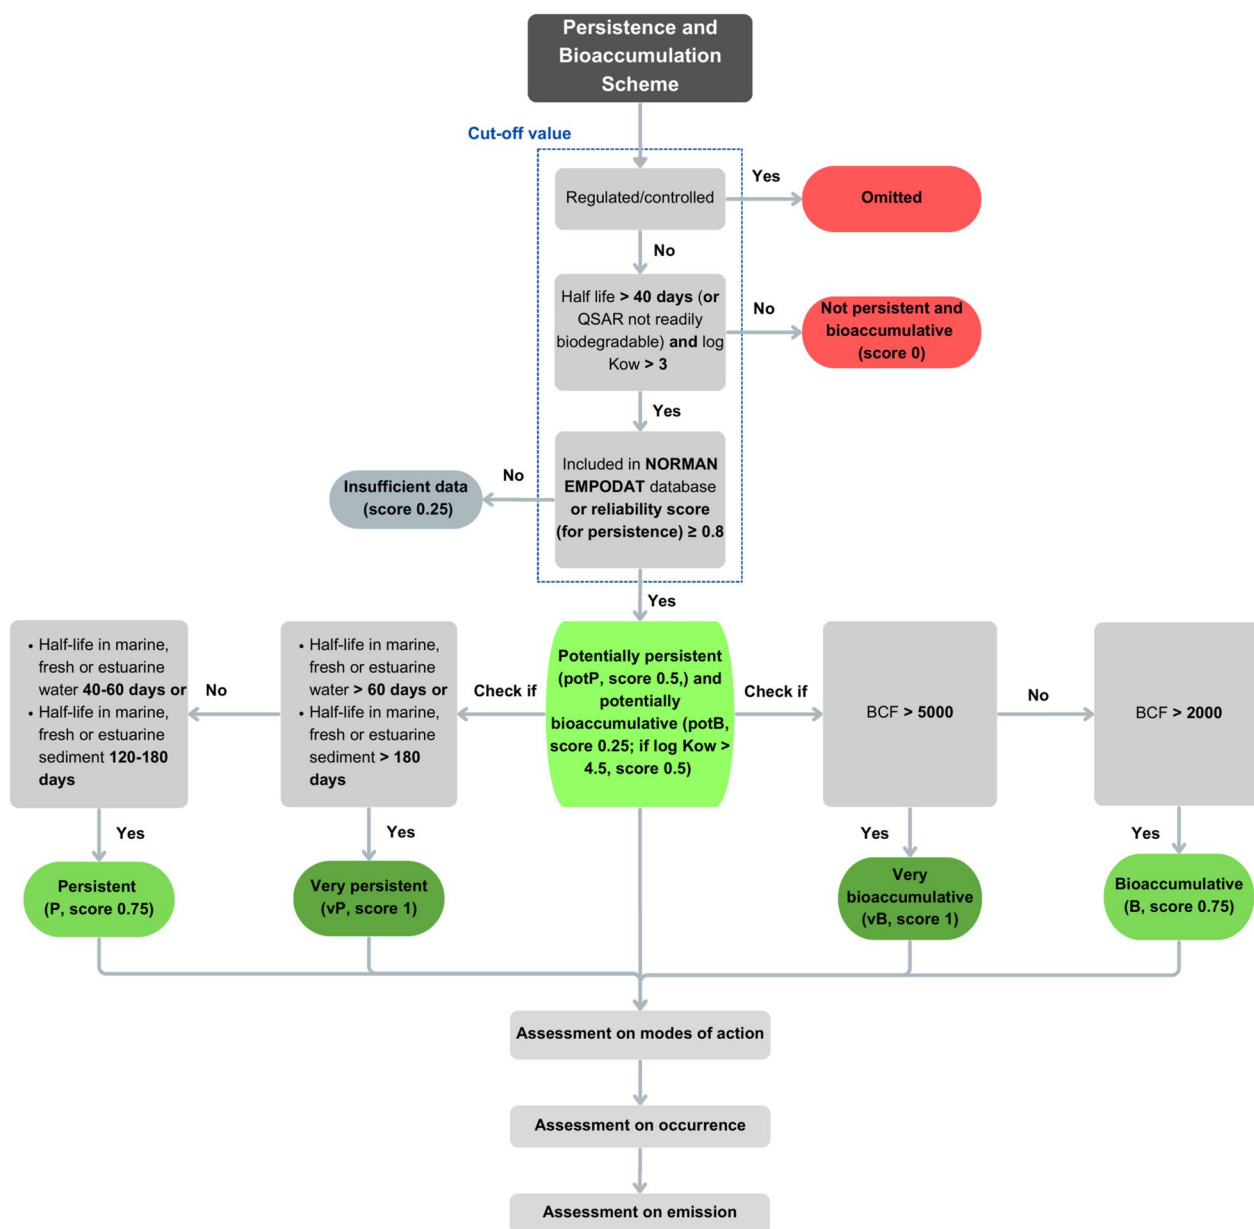 Persistence and
Bioaccumulation
Scheme
Cut-off value
Regulated/controlled
Yes
Omitted
No
Half life > 40 days (or
QSAR not readily
biodegradable) and log
Kow > 3
No
Not persistent and
bioaccumulative
(score 0)
Yes
Included in NORMAN
EMPODAT database
or reliability score
(for persistence) ≥ 0.8
No
Insufficient data
(score 0.25)
Yes
• Half-life in marine,
fresh or estuarine
water 40-60 days or
• Half-life in marine,
fresh or estuarine
sediment 120-180
days
No
• Half-life in marine,
fresh or estuarine
water > 60 days or
• Half-life in marine,
fresh or estuarine
sediment > 180
days
Check if
Potentially persistent
(potP, score 0.5,) and
potentially
bioaccumulative (potB,
score 0.25; if log Kow >
4.5, score 0.5)
Check if
BCF > 5000
No
BCF > 2000
Yes
Yes
Yes
Yes
Persistent
(P, score 0.75)
Very persistent
(vP, score 1)
Very
bioaccumulative
(vB, score 1)
Bioaccumulative
(B, score 0.75)
Assessment on modes of action
Assessment on occurrence
Assessment on emission